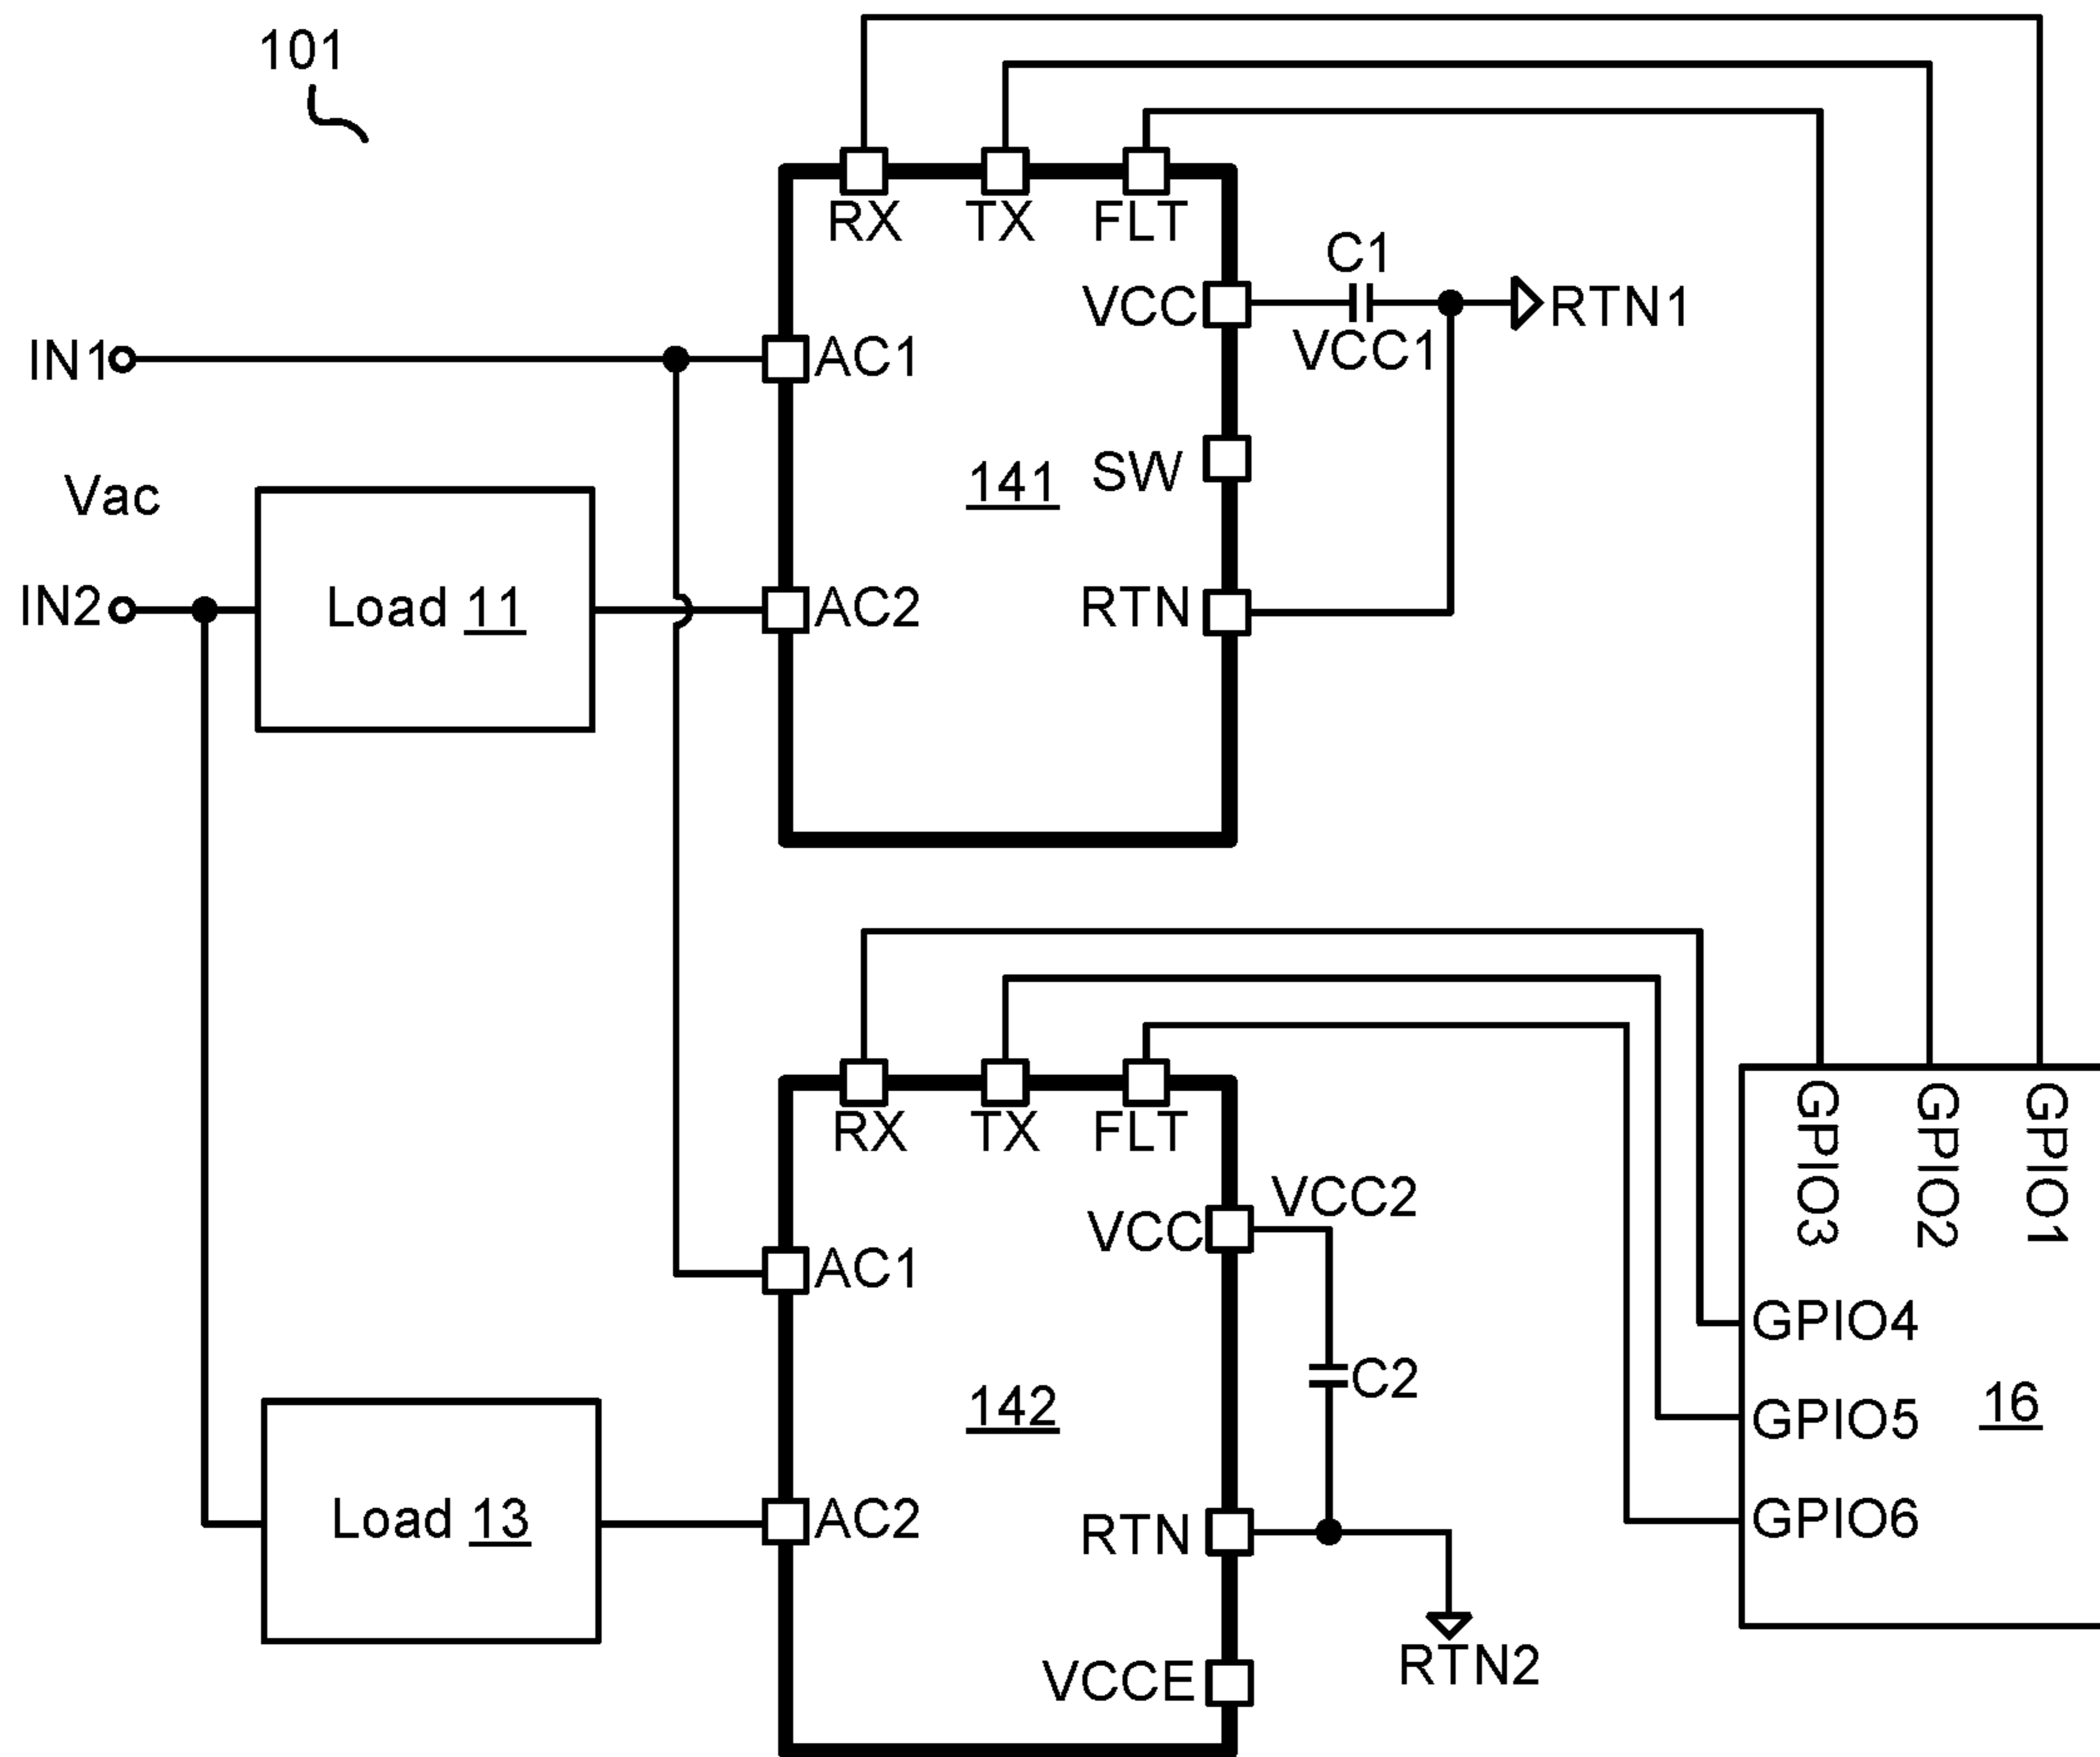 101
RX TX FLT
C1
VCC
RTN1
VCC1
IN1
AC1
SW
141
Vac
IN2
Load 11
AC2
RTN
RX TX FLT
GPIO3
GPIO2
GPIO1
VCC2
VCC
AC1
GPIO4
C2
142
16
GPIO5
Load 13
AC2
RTN
GPIO6
RTN2
VCCE